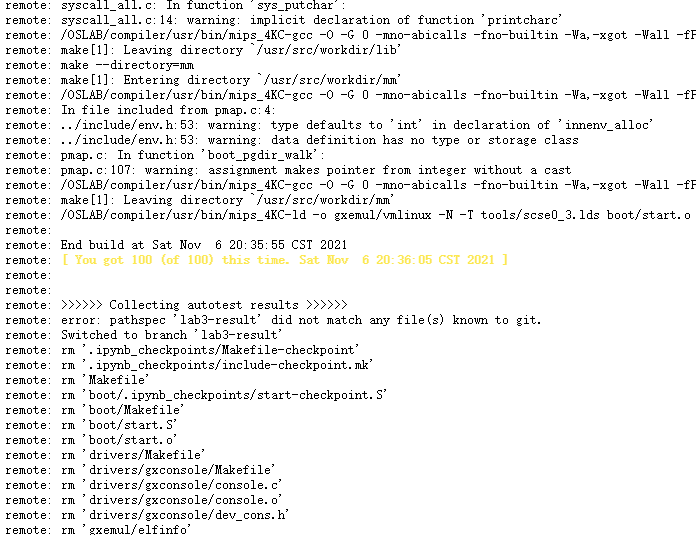 remote: syscall_all.c: In function `sys_putchar':
remote: syscall_all.c:14: warning: implicit declaration of function `printcharc'
remote: /OSLAB/compiler/usr/bin/mips_4KC-gcc -O -G 0 -mno-abicalls -fno-builtin -Wa,-xgot -Wall -fP
remote: make[1]: Leaving directory `/usr/src/workdir/lib'
remote: make --directory=mm
remote: make[1]: Entering directory `/usr/src/workdir/mm'
remote: /OSLAB/compiler/usr/bin/mips_4KC-gcc -O -G 0 -mno-abicalls -fno-builtin -Wa,-xgot -Wall -fP
remote: In file included from pmap.c:4:
remote: ../include/env.h:53: warning: type defaults to `int' in declaration of `innenv_alloc'
remote: ../include/env.h:53: warning: data definition has no type or storage class
remote: pmap.c: In function `boot_pgdir_walk':
remote: pmap.c:107: warning: assignment makes pointer from integer without a cast
remote: /OSLAB/compiler/usr/bin/mips_4KC-gcc -O -G 0 -mno-abicalls -fno-builtin -Wa,-xgot -Wall -fP
remote: make[1]: Leaving directory `/usr/src/workdir/mm'
remote: /OSLAB/compiler/usr/bin/mips_4KC-ld -o gxemul/vmlinux -N -T tools/scse0_3.lds boot/start.o
remote:
remote: End build at Sat Nov  6 20:35:55 CST 2021
remote: [ You got 100 (of 100) this time. Sat Nov  6 20:36:05 CST 2021 ]
remote:
remote:
remote: >>>>>> Collecting autotest results >>>>>>
remote: error: pathspec 'lab3-result' did not match any file(s) known to git.
remote: Switched to branch 'lab3-result'
remote: rm '.ipynb_checkpoints/Makefile-checkpoint'
remote: rm '.ipynb_checkpoints/include-checkpoint.mk'
remote: rm 'Makefile'
remote: rm 'boot/.ipynb_checkpoints/start-checkpoint.S'
remote: rm 'boot/Makefile'
remote: rm 'boot/start.S'
remote: rm 'boot/start.o'
remote: rm 'drivers/Makefile'
remote: rm 'drivers/gxconsole/Makefile'
remote: rm 'drivers/gxconsole/console.c'
remote: rm 'drivers/gxconsole/console.o'
remote: rm 'drivers/gxconsole/dev_cons.h'
remote: rm 'gxemul/elfinfo'